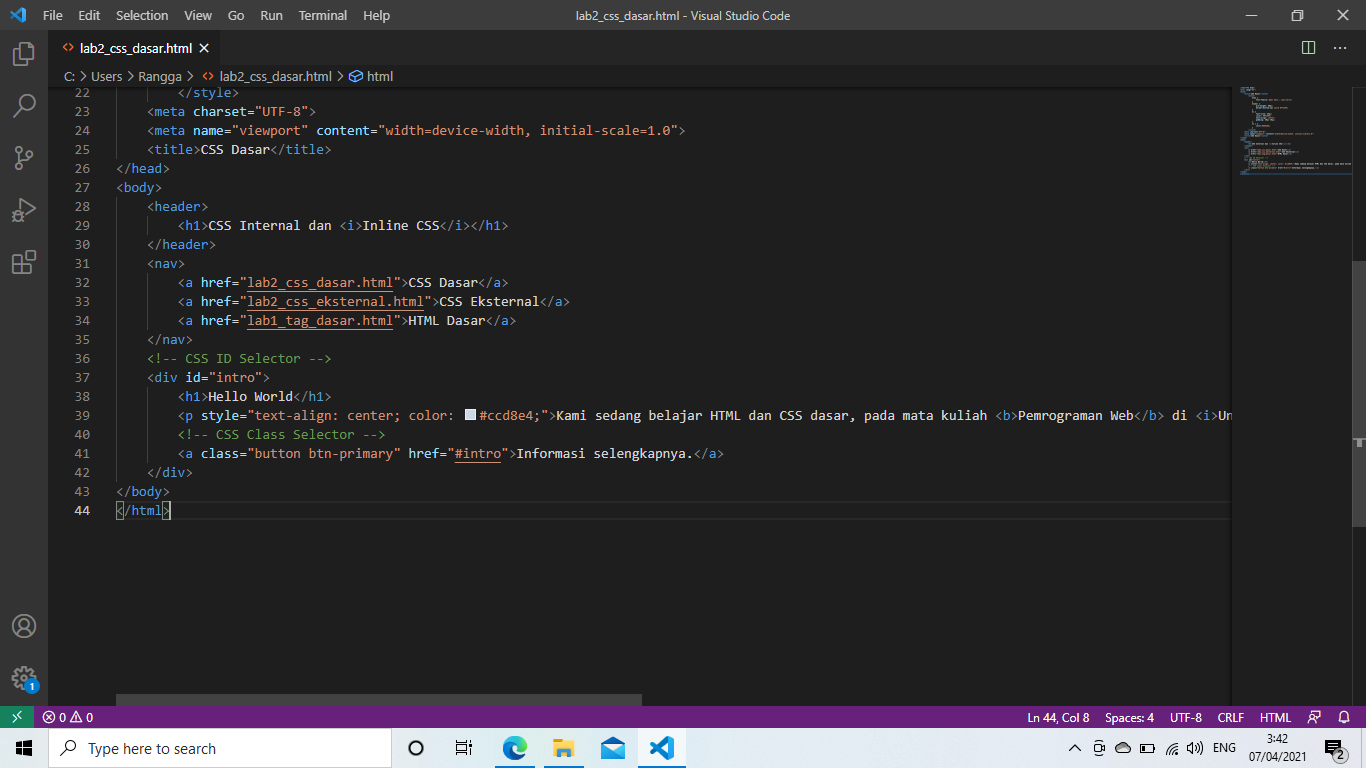 File Edit Selection View Go Run Terminal Help
lab2_css_dasar.html - Visual Studio Code
lab2_css_dasar.html
C: > Users > Rangga > lab2_css_dasar.html > html
22 </style>
23 <meta charset="UTF-8">
24 <meta name="viewport" content="width=device-width, initial-scale=1.0">
25 <title>CSS Dasar</title>
26 </head>
27 <body>
28 <header>
29 <h1>CSS Internal dan <i>Inline CSS</i></h1>
30 </header>
31 <nav>
32 <a href="lab2_css_dasar.html">CSS Dasar</a>
33 <a href="lab2_css_eksternal.html">CSS Eksternal</a>
34 <a href="lab1_tag_dasar.html">HTML Dasar</a>
35 </nav>
36 <!-- CSS ID Selector -->
37 <div id="intro">
38 <h1>Hello World</h1>
39 <p style="text-align: center; color: #ccd8e4;">Kami sedang belajar HTML dan CSS dasar, pada mata kuliah <b>Pemrograman Web</b> di <i>Un
40 <!-- CSS Class Selector -->
41 <a class="button btn-primary" href="#intro">Informasi selengkapnya.</a>
42 </div>
43 </body>
44 </html>
1
0 0
Ln 44, Col 8 Spaces: 4 UTF-8 CRLF HTML
Type here to search
ENG
3:42
07/04/2021
2